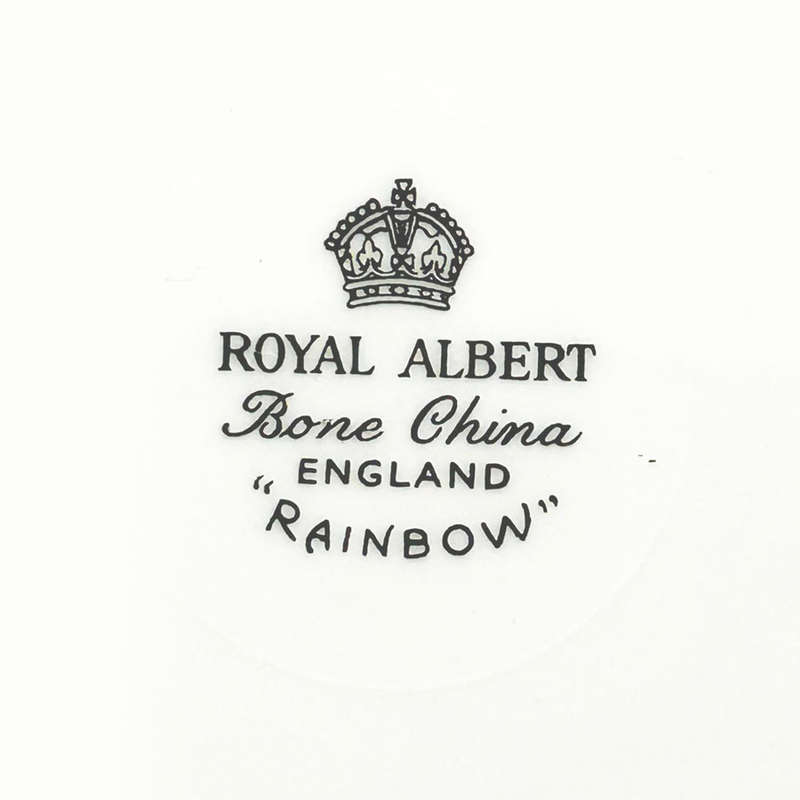 ROYAL ALBERT
Bone China
ENGLAND
"RAINBOW"